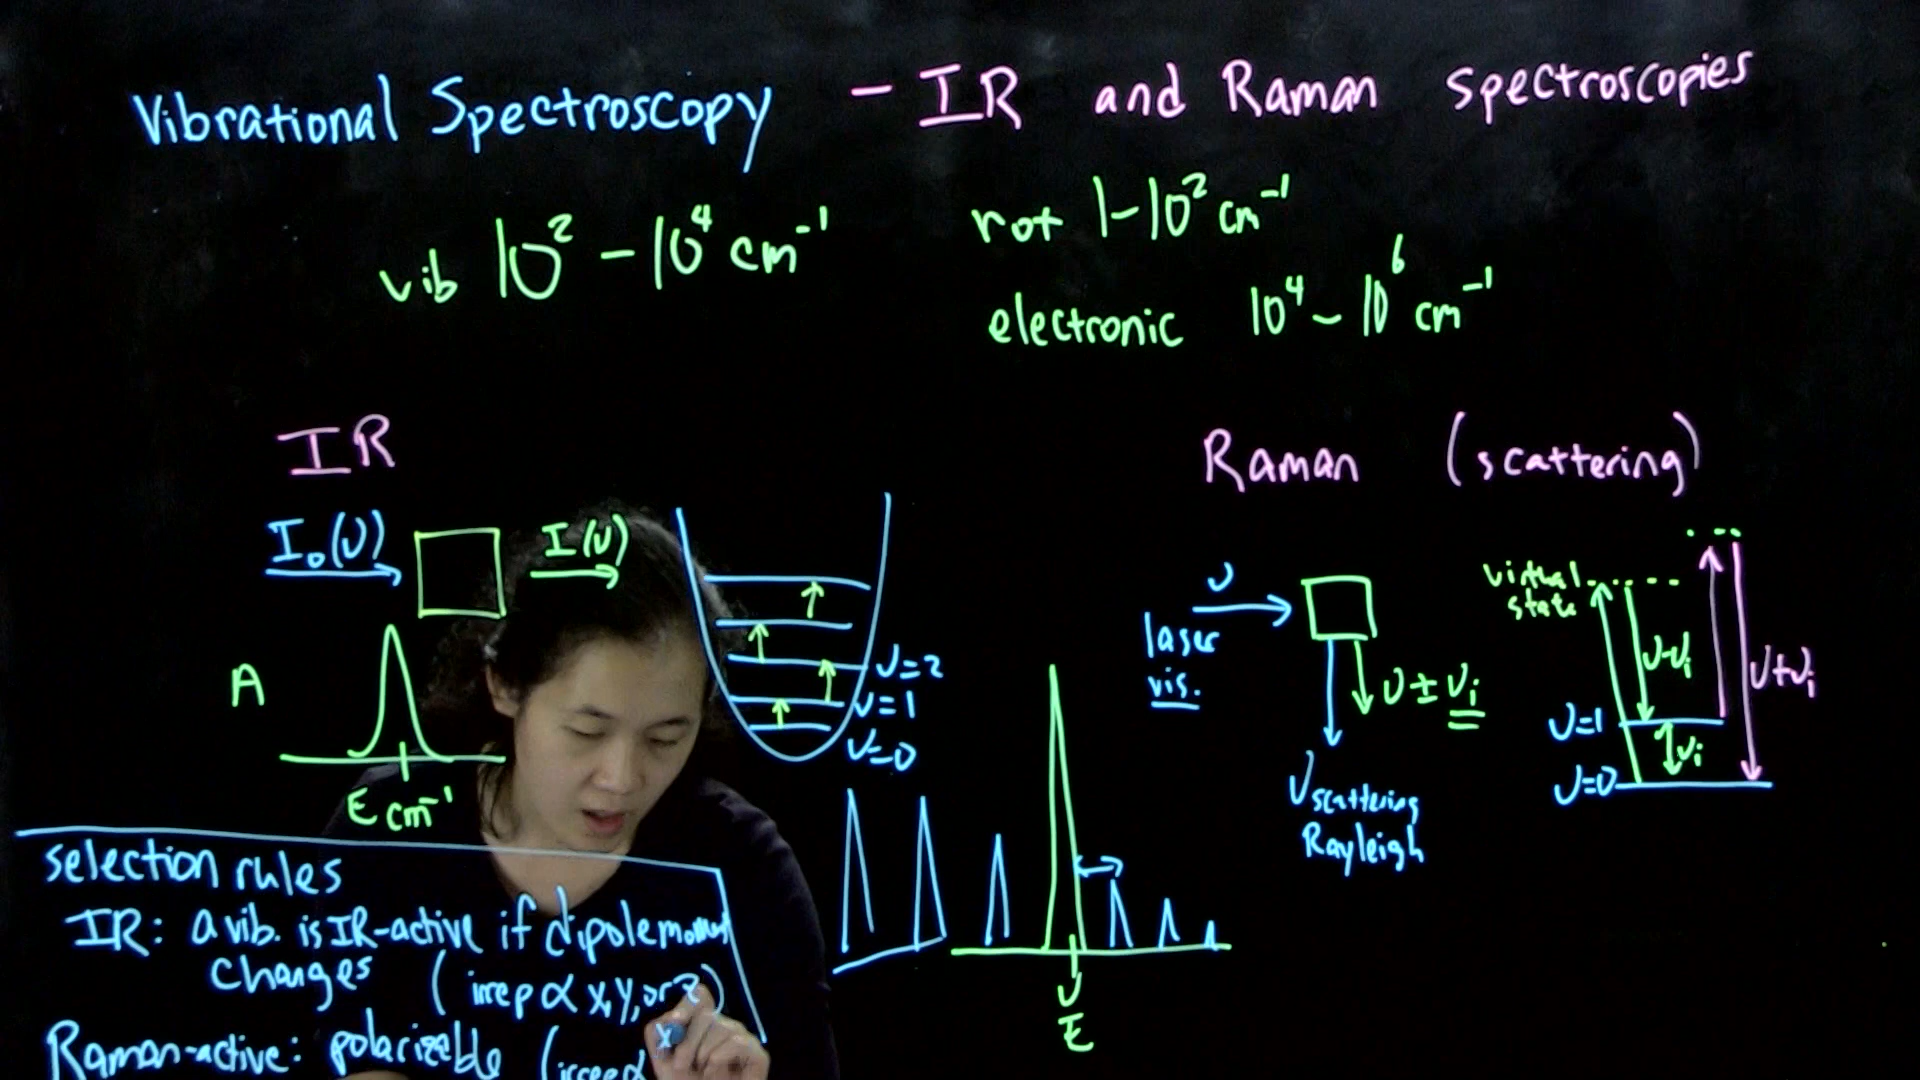 Vibrational Spectroscopy – IR and Raman spectroscopies
vib 10² – 10⁴ cm⁻¹
rot 1–10² cm⁻¹
electronic 10⁴ – 10⁶ cm⁻¹
IR
I₀(ν)
I(ν)
A
E cm⁻¹
ν=2
ν=1
ν=0
Raman (scattering)
ν
laser
vis.
ν ± νᵢ
ν scattering
Rayleigh
virtual
state
ν-νᵢ
ν+νᵢ
ν=1
νᵢ
ν=0
ν
E
selection rules
IR: a vib. is IR-active if dipole moment
changes (irrep α x, y, or z)
Raman-active: polarizable (irreep α x